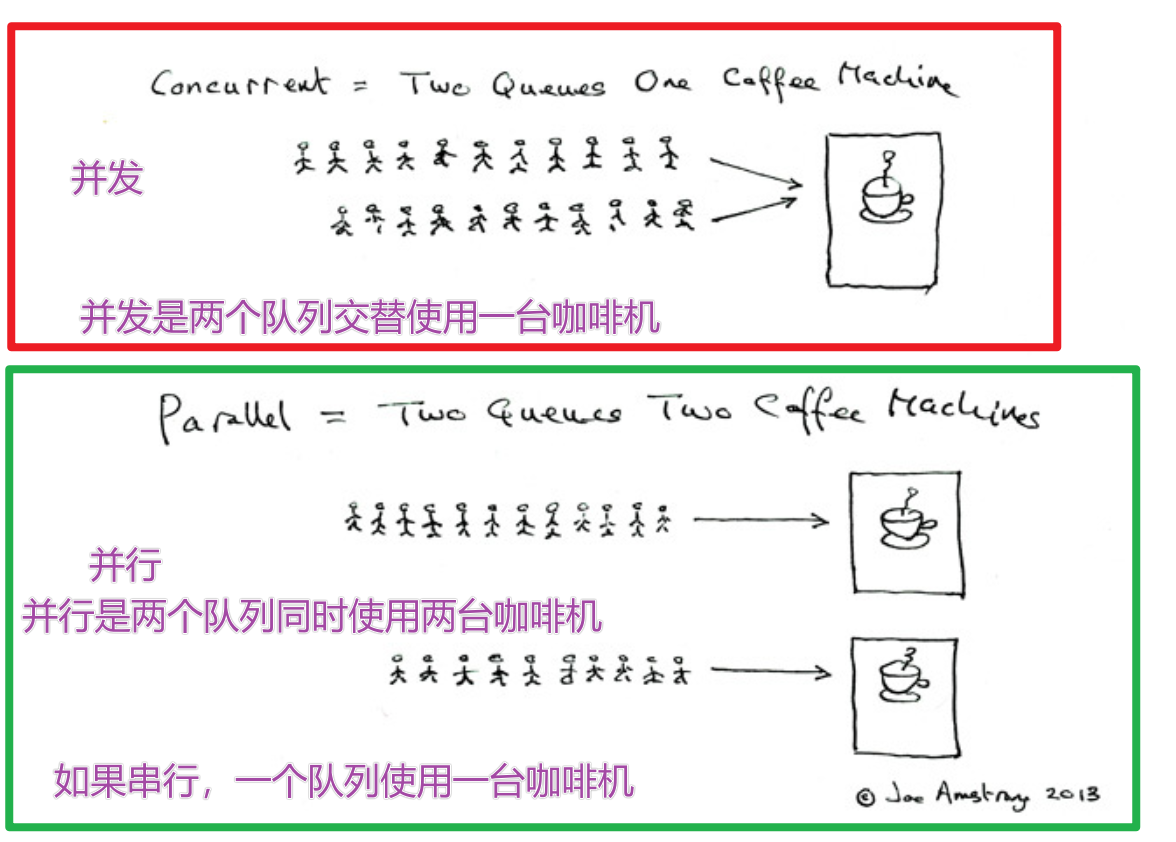 Concurrent = Two Queues One Coffee Machine
并发
并发是两个队列交替使用一台咖啡机
Parallel = Two Queues Two Coffee Machines
并行
并行是两个队列同时使用两台咖啡机
如果串行，一个队列使用一台咖啡机
© Joe Armstrong 2013